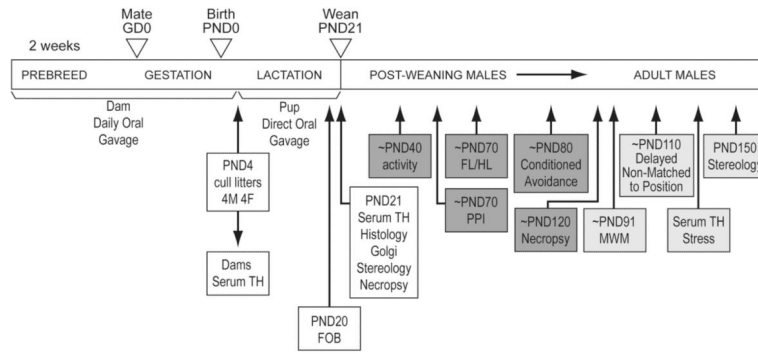 Mate
GD0
Birth
PND0
Wean
PND21
2 weeks
PREBREED
GESTATION
LACTATION
POST-WEANING MALES
ADULT MALES
Dam
Daily Oral
Gavage
Pup
Direct Oral
Gavage
PND4
cull litters
4M 4F
Dams
Serum TH
PND20
FOB
PND21
Serum TH
Histology
Golgi
Stereology
Necropsy
~PND40
activity
~PND70
FL/HL
~PND70
PPI
~PND80
Conditioned
Avoidance
~PND120
Necropsy
~PND91
MWM
~PND110
Delayed
Non-Matched
to Position
Serum TH
Stress
PND150
Stereology